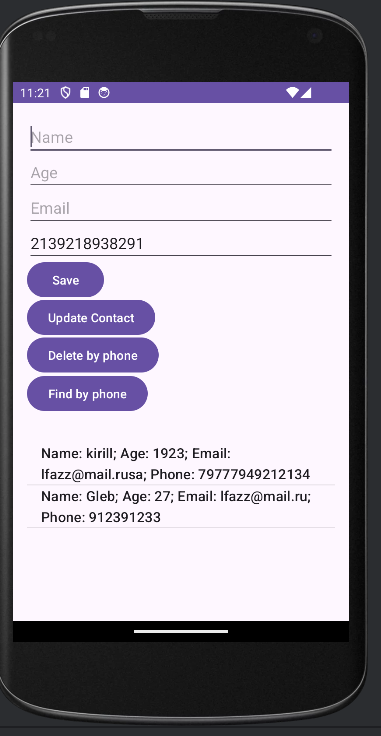 11:21
Name
Age
Email
2139218938291
Save
Update Contact
Delete by phone
Find by phone
Name: kirill; Age: 1923; Email:
lfazz@mail.rusa; Phone: 79777949212134
Name: Gleb; Age: 27; Email: lfazz@mail.ru;
Phone: 912391233